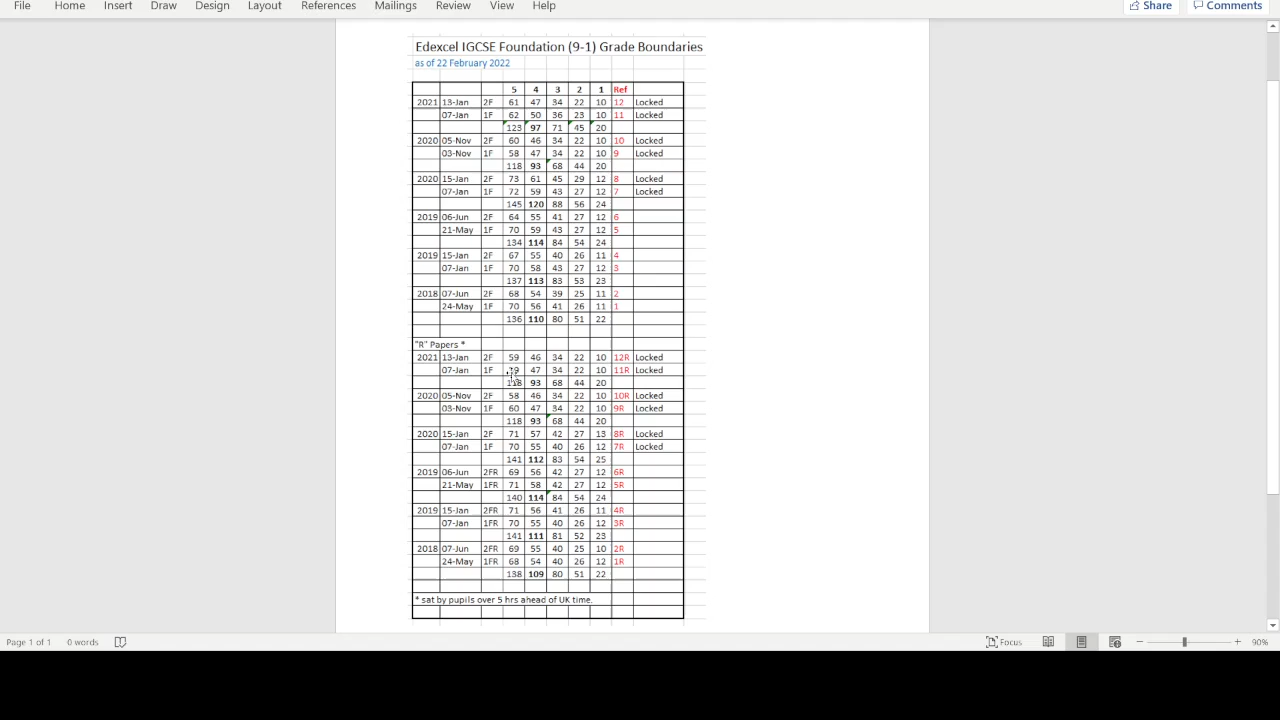 File Home Insert Draw Design Layout References Mailings Review View Help Share Comments
Edexcel IGCSE Foundation (9-1) Grade Boundaries
as of 22 February 2022
5 4 3 2 1 Ref
2021 13-Jan 2F 61 47 34 22 10 12 Locked
07-Jan 1F 62 50 36 23 10 11 Locked
123 97 71 45 20
2020 05-Nov 2F 60 46 34 22 10 10 Locked
03-Nov 1F 58 47 34 22 10 9 Locked
118 93 68 44 20
2020 15-Jan 2F 73 61 45 29 12 8 Locked
07-Jan 1F 72 59 43 27 12 7 Locked
145 120 88 56 24
2019 06-Jun 2F 64 55 41 27 12 6
21-May 1F 70 59 43 27 12 5
134 114 84 54 24
2019 15-Jan 2F 67 55 40 26 11 4
07-Jan 1F 70 58 43 27 12 3
137 113 83 53 23
2018 07-Jun 2F 68 54 39 25 11 2
24-May 1F 70 56 41 26 11 1
136 110 80 51 22
"R" Papers *
2021 13-Jan 2F 59 46 34 22 10 12R Locked
07-Jan 1F 47 34 22 10 11R Locked
93 68 44 20
2020 05-Nov 2F 58 46 34 22 10 10R Locked
03-Nov 1F 60 47 34 22 10 9R Locked
118 93 68 44 20
2020 15-Jan 2F 71 57 42 27 13 8R Locked
07-Jan 1F 70 55 40 26 12 7R Locked
141 112 83 54 25
2019 06-Jun 2FR 69 56 42 27 12 6R
21-May 1FR 71 58 42 27 12 5R
140 114 84 54 24
2019 15-Jan 2FR 71 56 41 26 11 4R
07-Jan 1FR 70 55 40 26 12 3R
141 111 81 52 23
2018 07-Jun 2FR 69 55 40 25 10 2R
24-May 1FR 68 54 40 26 12 1R
138 109 80 51 22
* sat by pupils over 5 hrs ahead of UK time.
Page 1 of 1 0 words Focus 90%